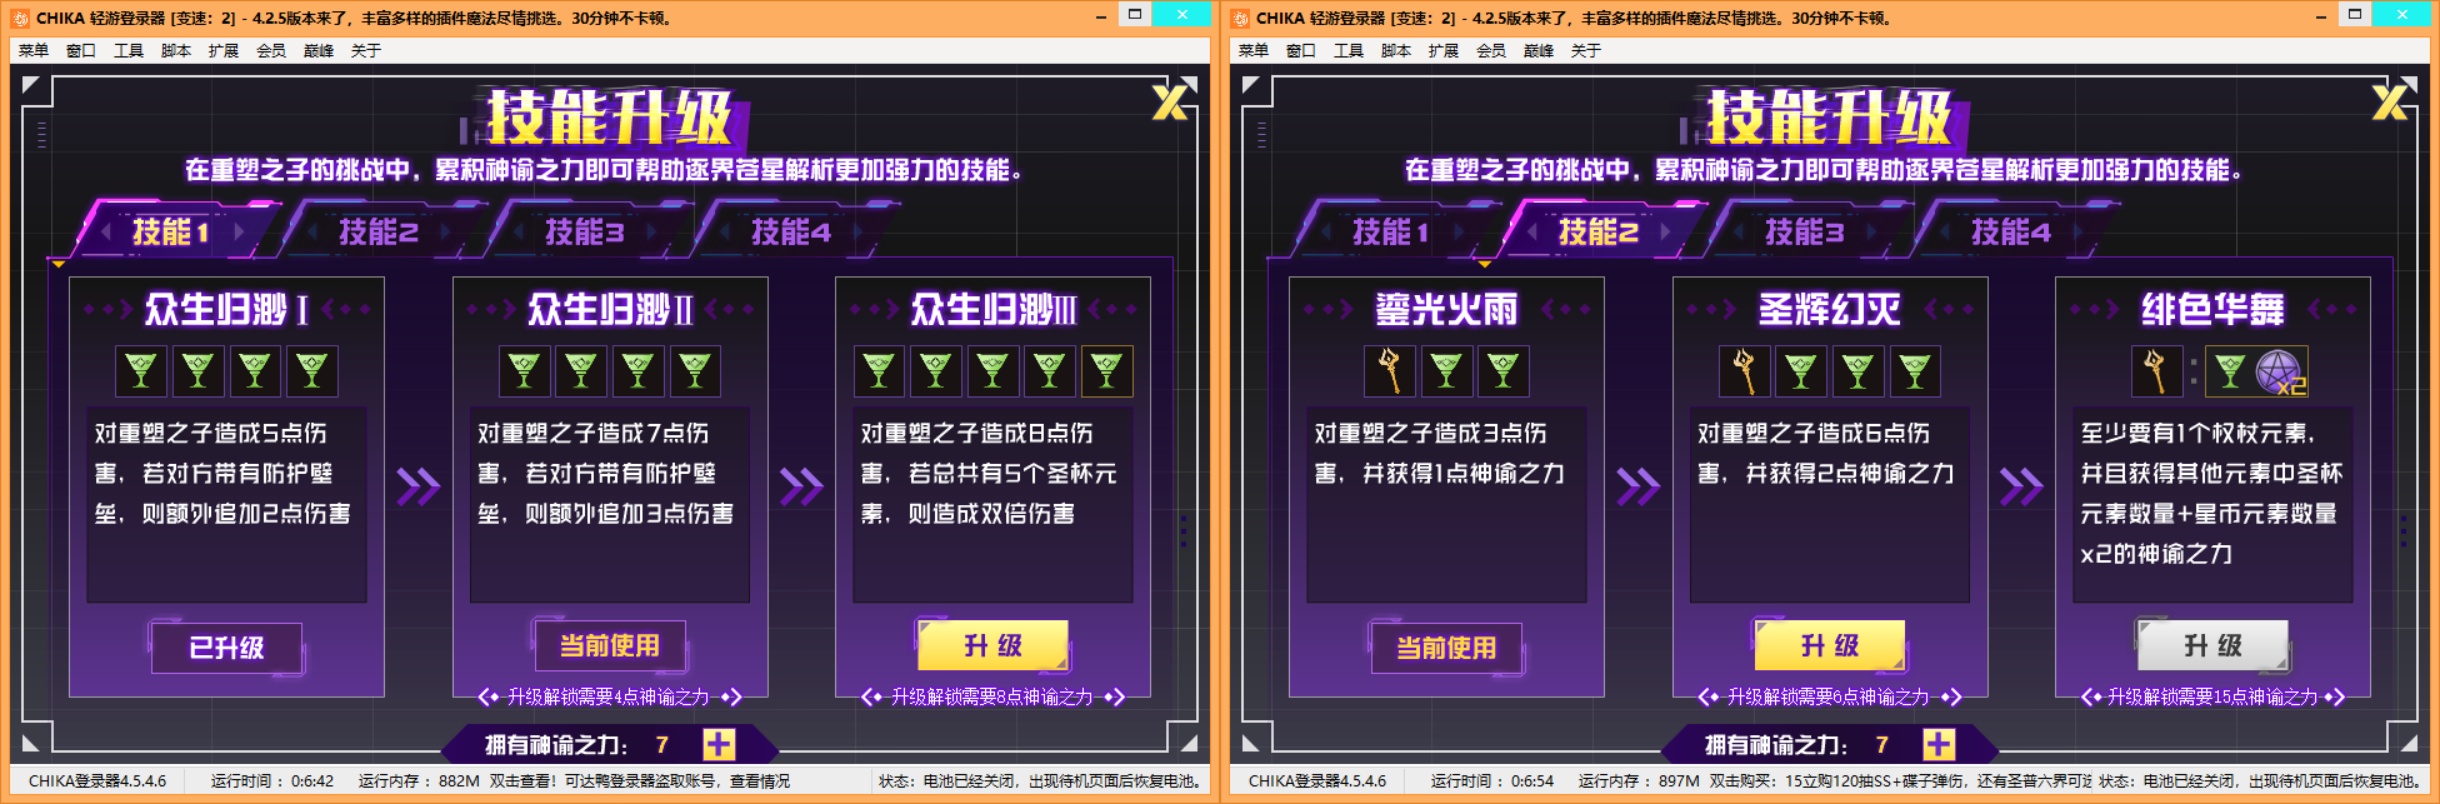 CHIKA 轻游登录器 [变速：2] - 4.2.5版本来了，丰富多样的插件魔法尽情挑选。30分钟不卡顿。
菜单 窗口 工具 脚本 扩展 会员 巅峰 关于
技能升级
X
在重塑之子的挑战中，累积神谕之力即可帮助逐界苍星解析更加强力的技能。
技能1 技能2 技能3 技能4
众生归渺Ⅰ
对重塑之子造成5点伤
害，若对方带有防护壁
垒，则额外追加2点伤害
已升级
众生归渺Ⅱ
对重塑之子造成7点伤
害，若对方带有防护壁
垒，则额外追加3点伤害
当前使用
升级解锁需要4点神谕之力
众生归渺Ⅲ
对重塑之子造成8点伤
害，若总共有5个圣杯元
素，则造成双倍伤害
升 级
升级解锁需要8点神谕之力
拥有神谕之力： 7
CHIKA登录器4.5.4.6 运行时间 ：0:6:42 运行内存 ：882M 双击查看！可达鸭登录器盗取账号，查看情况 状态：电池已经关闭，出现待机页面后恢复电池。
CHIKA 轻游登录器 [变速：2] - 4.2.5版本来了，丰富多样的插件魔法尽情挑选。30分钟不卡顿。
菜单 窗口 工具 脚本 扩展 会员 巅峰 关于
技能升级
X
在重塑之子的挑战中，累积神谕之力即可帮助逐界苍星解析更加强力的技能。
技能1 技能2 技能3 技能4
鎏光火雨
对重塑之子造成3点伤
害，并获得1点神谕之力
当前使用
圣辉幻灭
对重塑之子造成6点伤
害，并获得2点神谕之力
升 级
升级解锁需要6点神谕之力
绯色华舞
x2
至少要有1个权杖元素，
并且获得其他元素中圣杯
元素数量+星币元素数量
x2的神谕之力
升 级
升级解锁需要15点神谕之力
拥有神谕之力： 7
CHIKA登录器4.5.4.6 运行时间 ：0:6:54 运行内存 ：897M 双击购买：15立购120抽SS+碟子弹伤，还有圣普六界可 状态：电池已经关闭，出现待机页面后恢复电池。